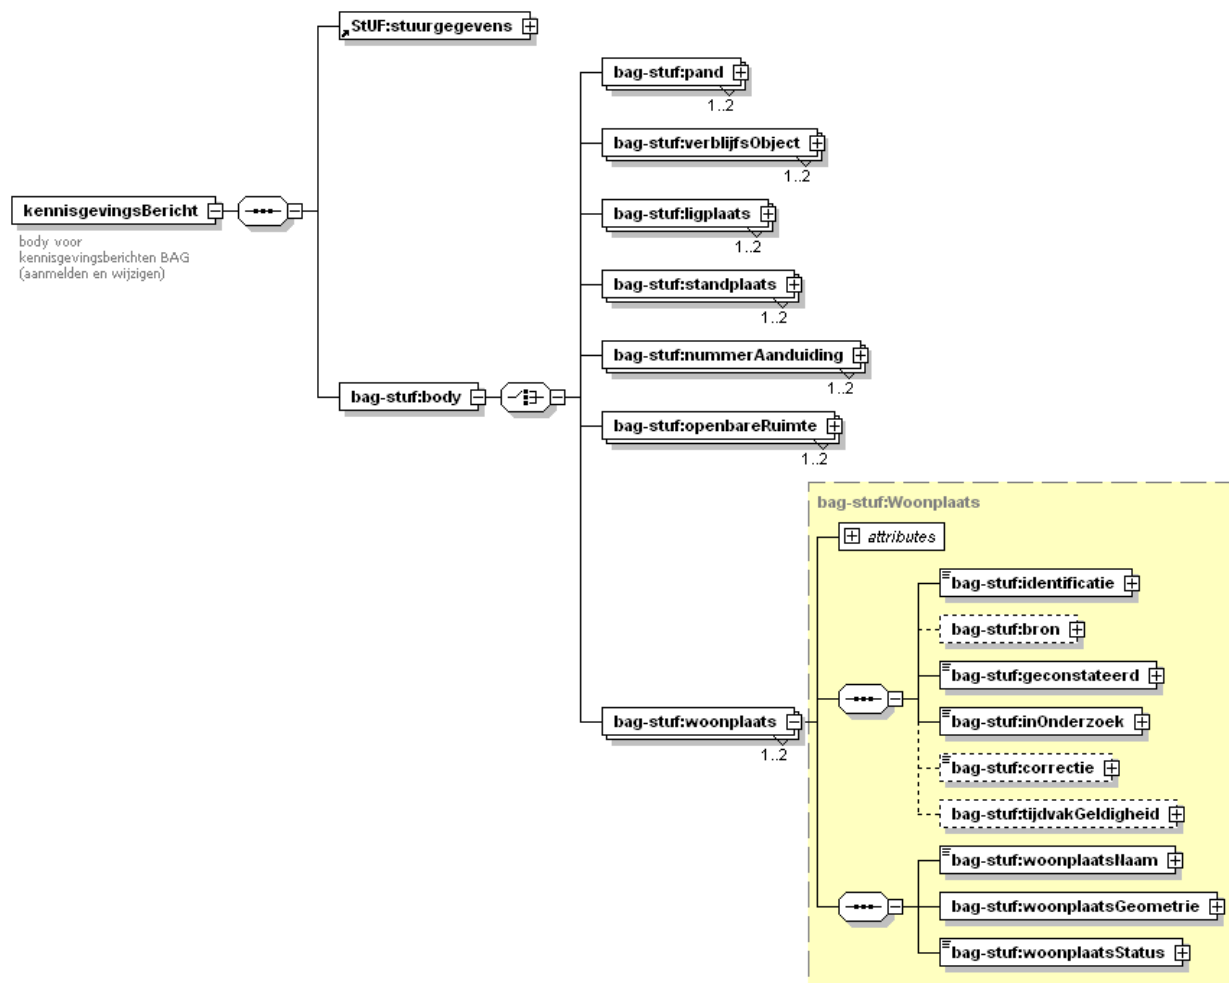 StUF:stuurgegevens
bag-stuf:pand
1..2
bag-stuf:verblijfsObject
1..2
kennisgevingsBericht
body voor
kennisgevingsberichten BAG
(aanmelden en wijzigen)
bag-stuf:ligplaats
1..2
bag-stuf:standplaats
1..2
bag-stuf:nummerAanduiding
1..2
bag-stuf:body
bag-stuf:openbareRuimte
1..2
bag-stuf:Woonplaats
attributes
bag-stuf:identificatie
bag-stuf:bron
bag-stuf:geconstateerd
bag-stuf:woonplaats
1..2
bag-stuf:inOnderzoek
bag-stuf:correctie
bag-stuf:tijdvakGeldigheid
bag-stuf:woonplaatsNaam
bag-stuf:woonplaatsGeometrie
bag-stuf:woonplaatsStatus